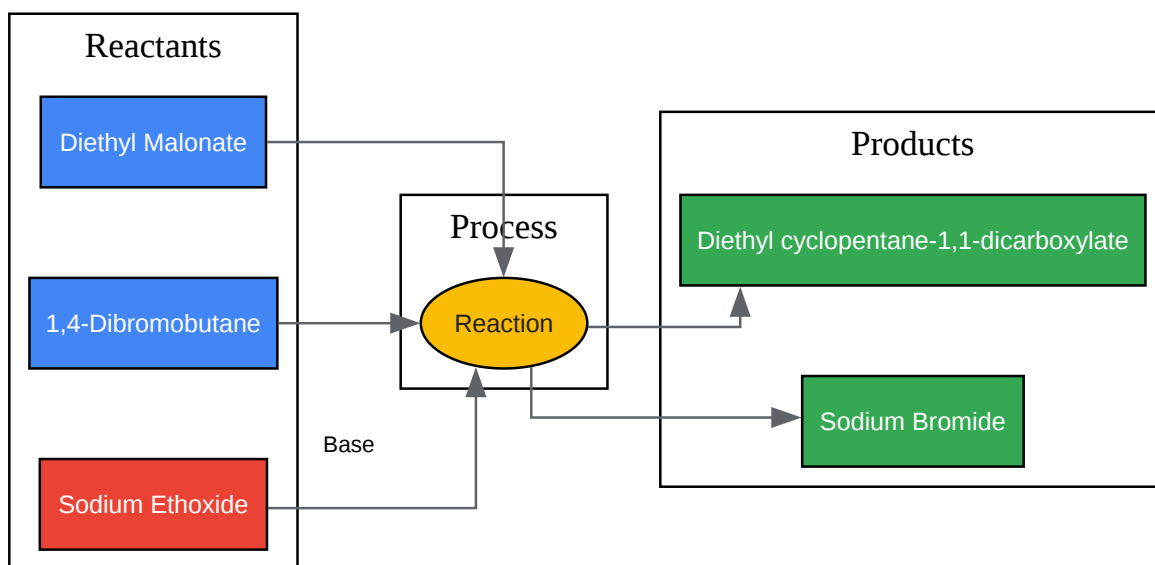 Reactants
Diethyl Malonate
1,4-Dibromobutane
Base
Sodium Ethoxide
Process
Reaction
Products
Diethyl cyclopentane-1,1-dicarboxylate
Sodium Bromide